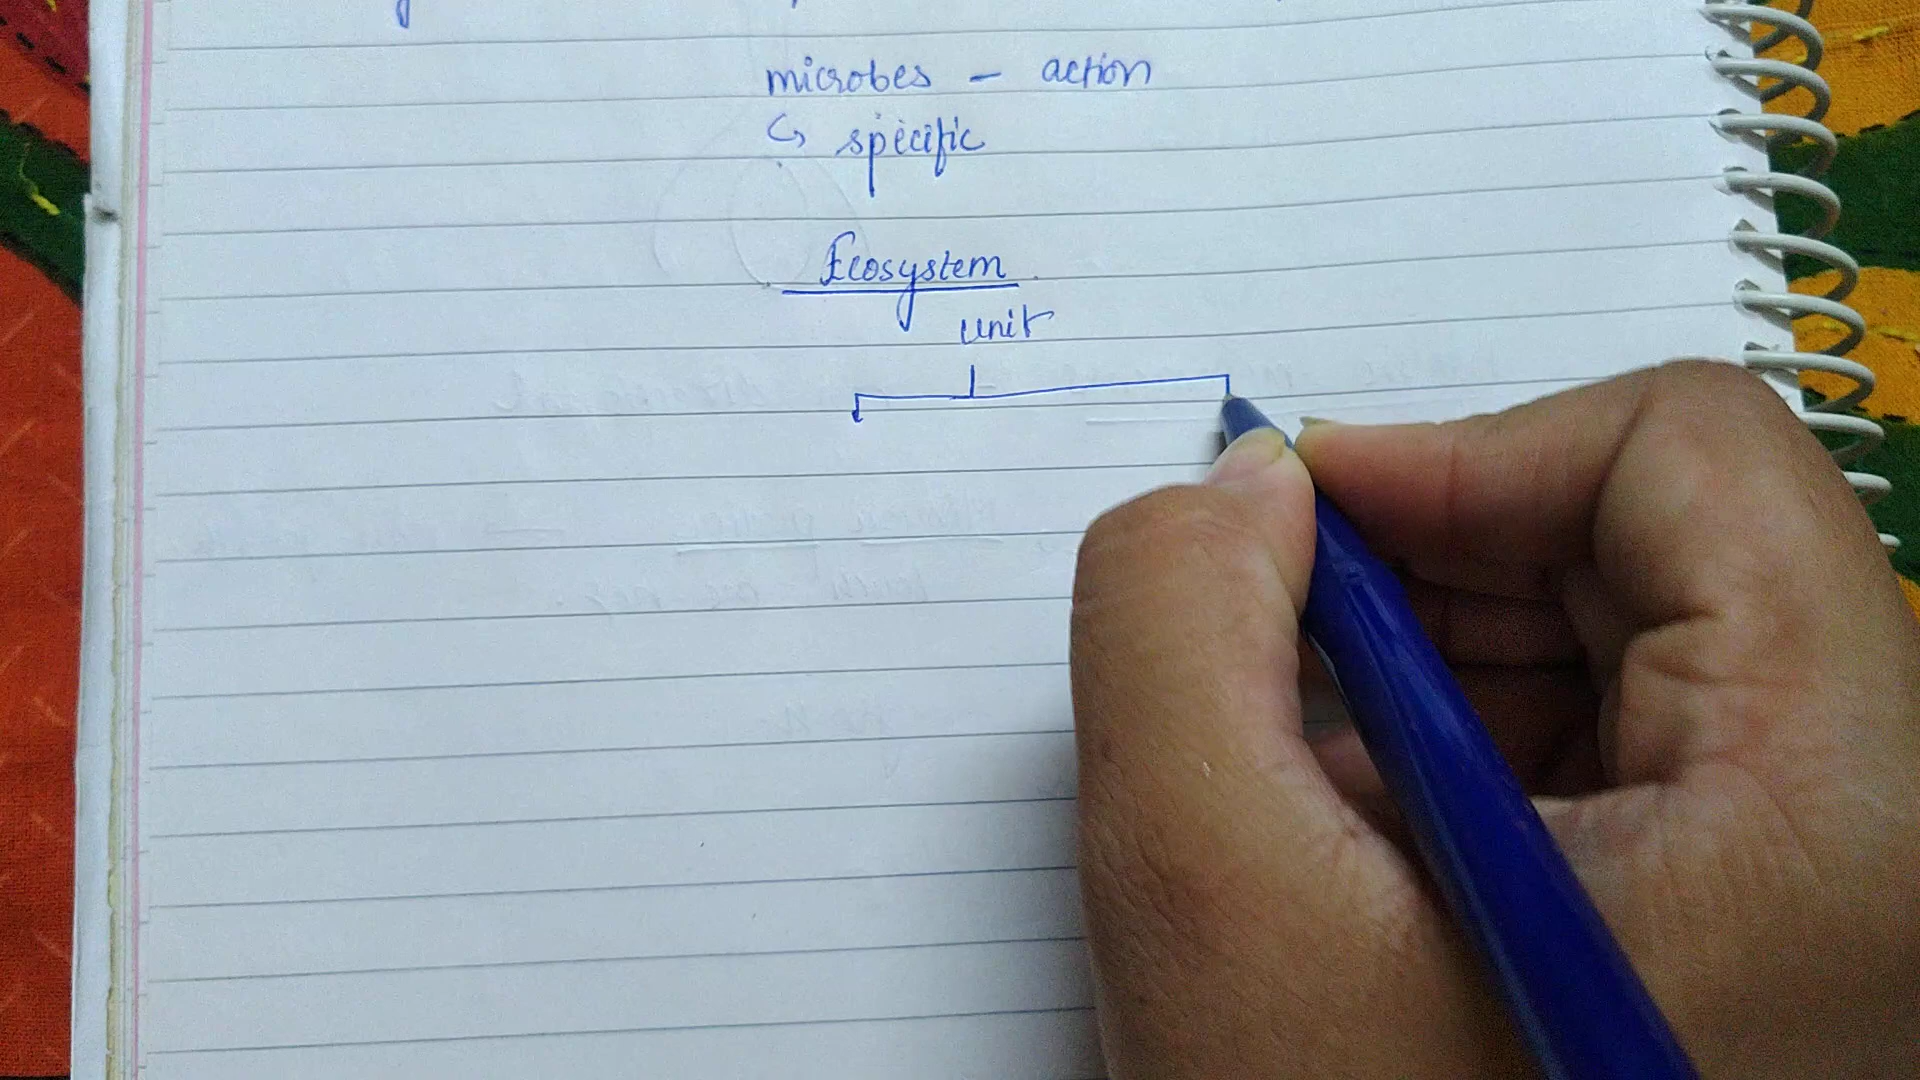 microbes - action
↳ specific
Ecosystem
unit